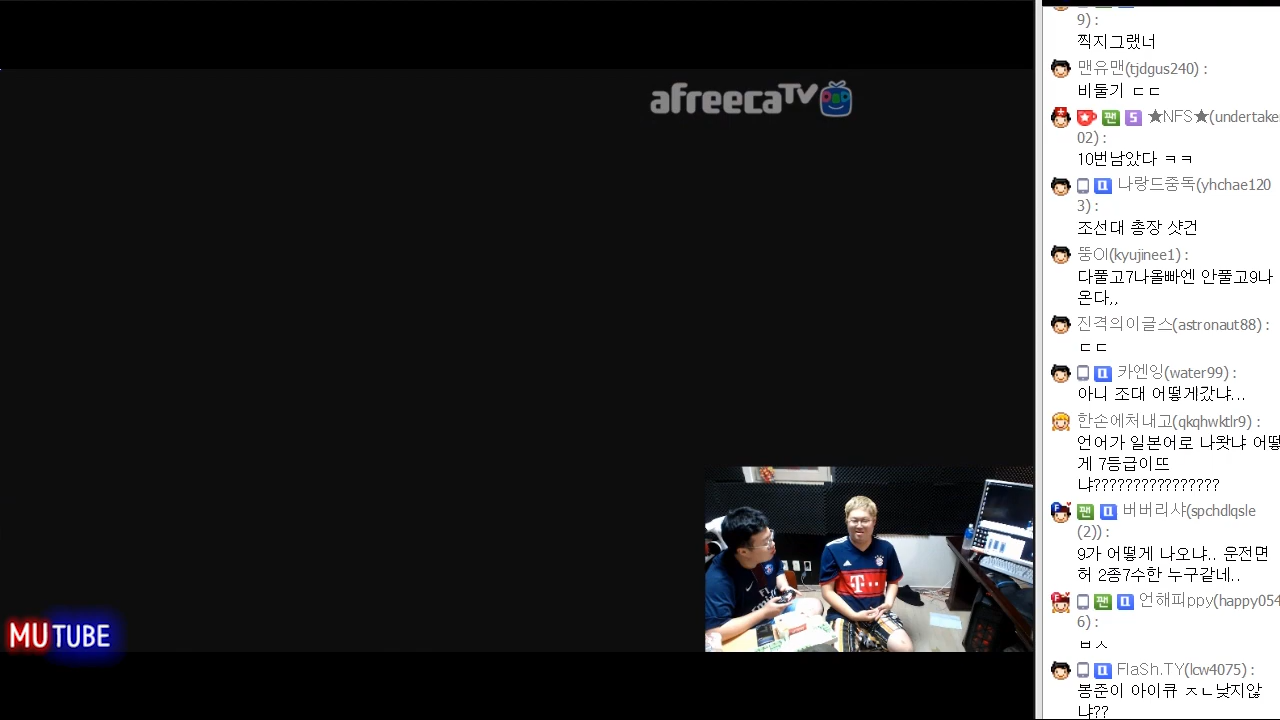 afreecaTV
MUTUBE
9) :
찍지그랬네
맨유맨(tjdgus240) :
비둘기 ㄷㄷ
팬 S ★NFS★(undertake
02) :
10번남았다 ㅋㅋ
나랑드중독(yhchae120
3) :
조선대 총장 샷건
뚱이(kyujinee1) :
다풀고7나올빠엔 안풀고9나
온다,,
진격의이글스(astronaut88) :
ㄷㄷ
카엔잉(water99) :
아니 조대 어떻게갔냐...
한손에처내고(qkqhwktlr9) :
언어가 일본어로 나왓냐 어떻
게 7등급이뜨
냐???????????????
팬 버버리샤(spchdlqsle
(2)) :
9가 어떻게 나오냐.. 운전면
허 2종7수한 누구같네..
팬 언해피ppy(happy054
6) :
ㅂㅅ
FlaSh.TY(lcw4075) :
봉준이 아이큐 ㅈㄴ낮지않
냐??
T